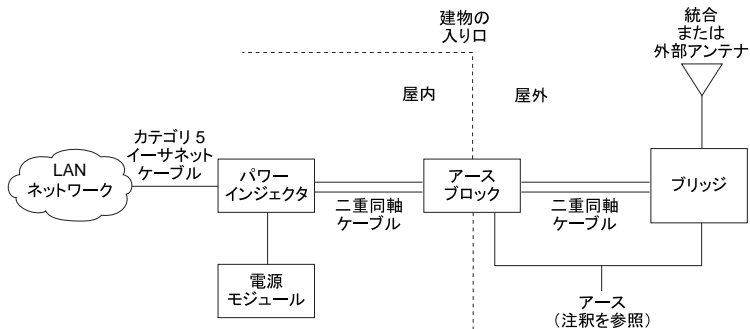 建物の
入り口
統合
または
外部アンテナ
屋内
屋外
カテゴリ 5
イーサネット
ケーブル
LAN
ネットワーク
パワー
インジェクタ
二重同軸
ケーブル
アース
ブロック
二重同軸
ケーブル
ブリッジ
電源
モジュール
アース
（注釈を参照）